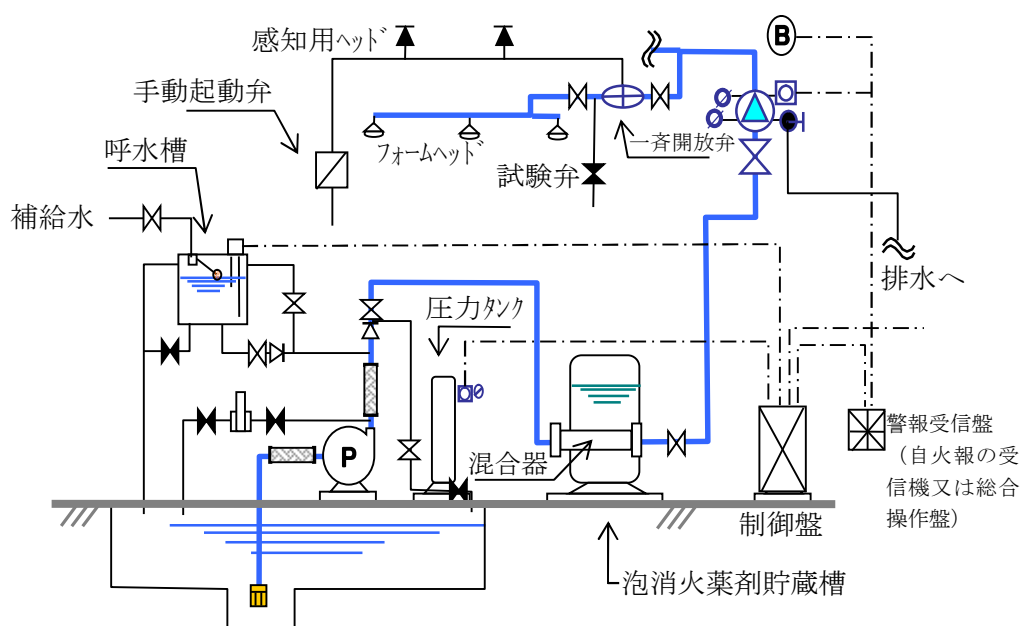 感知用ﾍｯﾄﾞ
B
手動起動弁
呼水槽
ﾌｫｰﾑﾍｯﾄﾞ
一斉開放弁
試験弁
補給水
排水へ
圧力ﾀﾝｸ
P
混合器
警報受信盤
（自火報の受
信機又は総合
操作盤）
制御盤
泡消火薬剤貯蔵槽